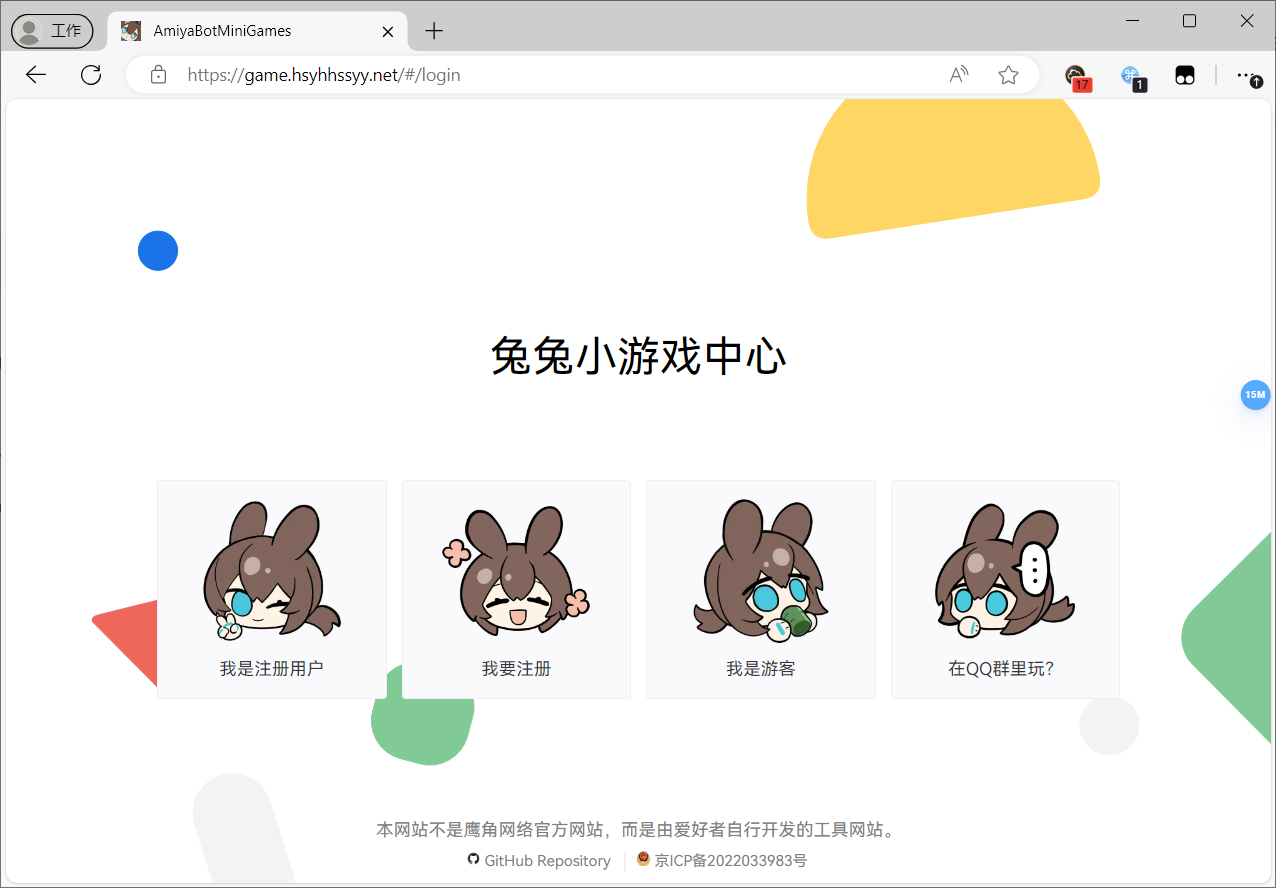 工作
AmiyaBotMiniGames
https://game.hsyhhssyy.net/#/login
17
1
兔兔小游戏中心
15M
我是注册用户
我要注册
我是游客
在QQ群里玩?
本网站不是鹰角网络官方网站，而是由爱好者自行开发的工具网站。
GitHub Repository
京ICP备2022033983号